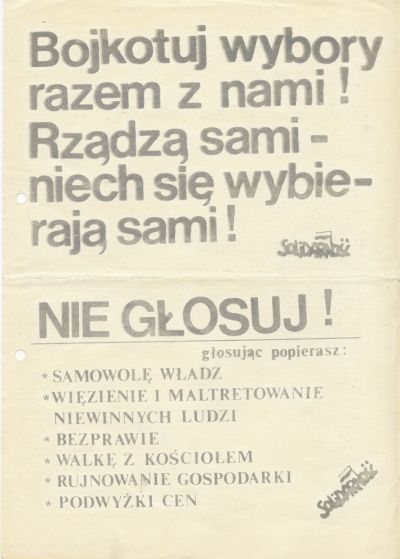 Bojkotuj wybory
razem z nami !
Rządzą sami -
niech się wybie-
rają sami !
SOLIDARNOŚĆ
NIE GŁOSUJ !
głosując popierasz:
* SAMOWOLĘ WŁADZ
* WIĘZIENIE I MALTRETOWANIE
NIEWINNYCH LUDZI
* BEZPRAWIE
* WALKĘ Z KOŚCIOŁEM
* RUJNOWANIE GOSPODARKI
* PODWYŻKI CEN
SOLIDARNOŚĆ